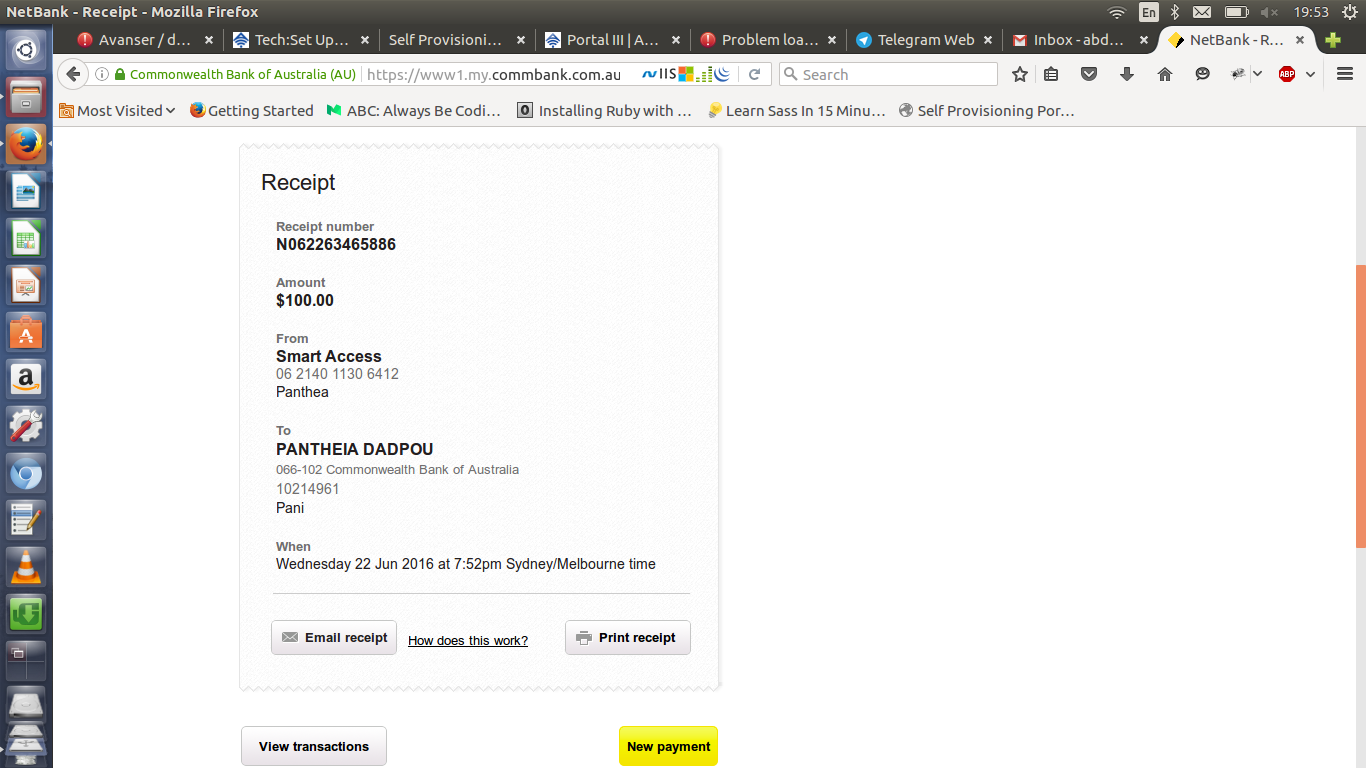 NetBank - Receipt - Mozilla Firefox
En
19:53
Avanser / d...
Tech:Set Up...
Self Provisioni...
Portal III | A...
Problem loa...
Telegram Web
Inbox - abd...
NetBank - R...
Commonwealth Bank of Australia (AU)
https://www1.my.commbank.com.au
IIS
Search
ABP
Most Visited
Getting Started
ABC: Always Be Codi...
Installing Ruby with ...
Learn Sass In 15 Minu...
Self Provisioning Por...
Receipt
Receipt number
N062263465886
Amount
$100.00
From
Smart Access
06 2140 1130 6412
Panthea
To
PANTHEIA DADPOU
066-102 Commonwealth Bank of Australia
10214961
Pani
When
Wednesday 22 Jun 2016 at 7:52pm Sydney/Melbourne time
Email receipt
How does this work?
Print receipt
View transactions
New payment